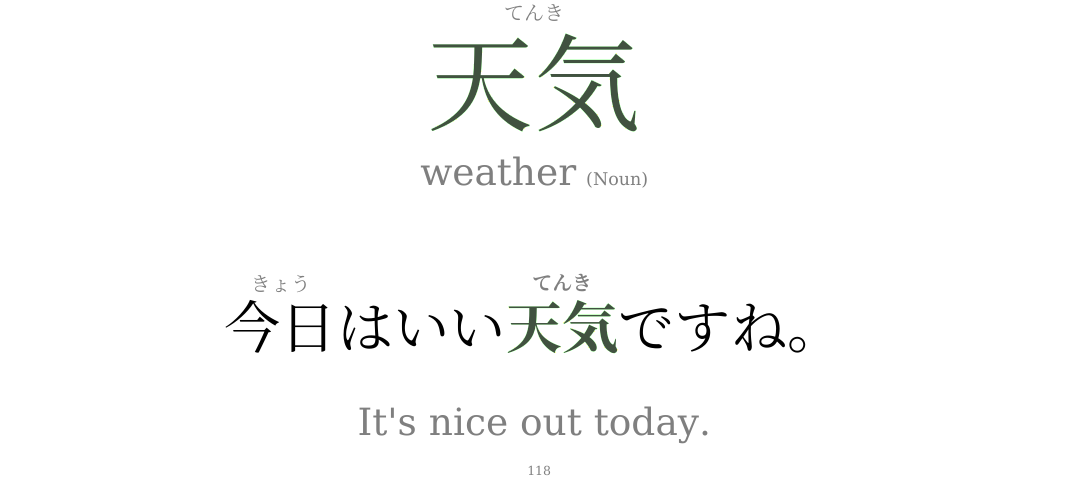 てんき
天気
weather (Noun)
きょう てんき
今日はいい天気ですね。
It's nice out today.
118